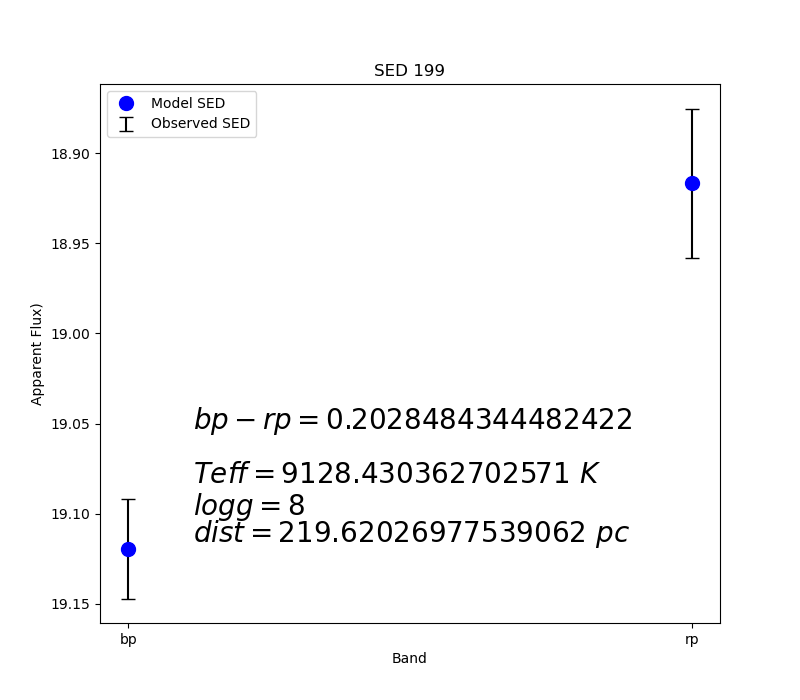 SED 199
Model SED
Observed SED
Apparent Flux)
18.90
18.95
19.00
19.05
19.10
19.15
bp − rp = 0.2028484344482422
Teff = 9128.430362702571 K
logg = 8
dist = 219.62026977539062 pc
bp
rp
Band